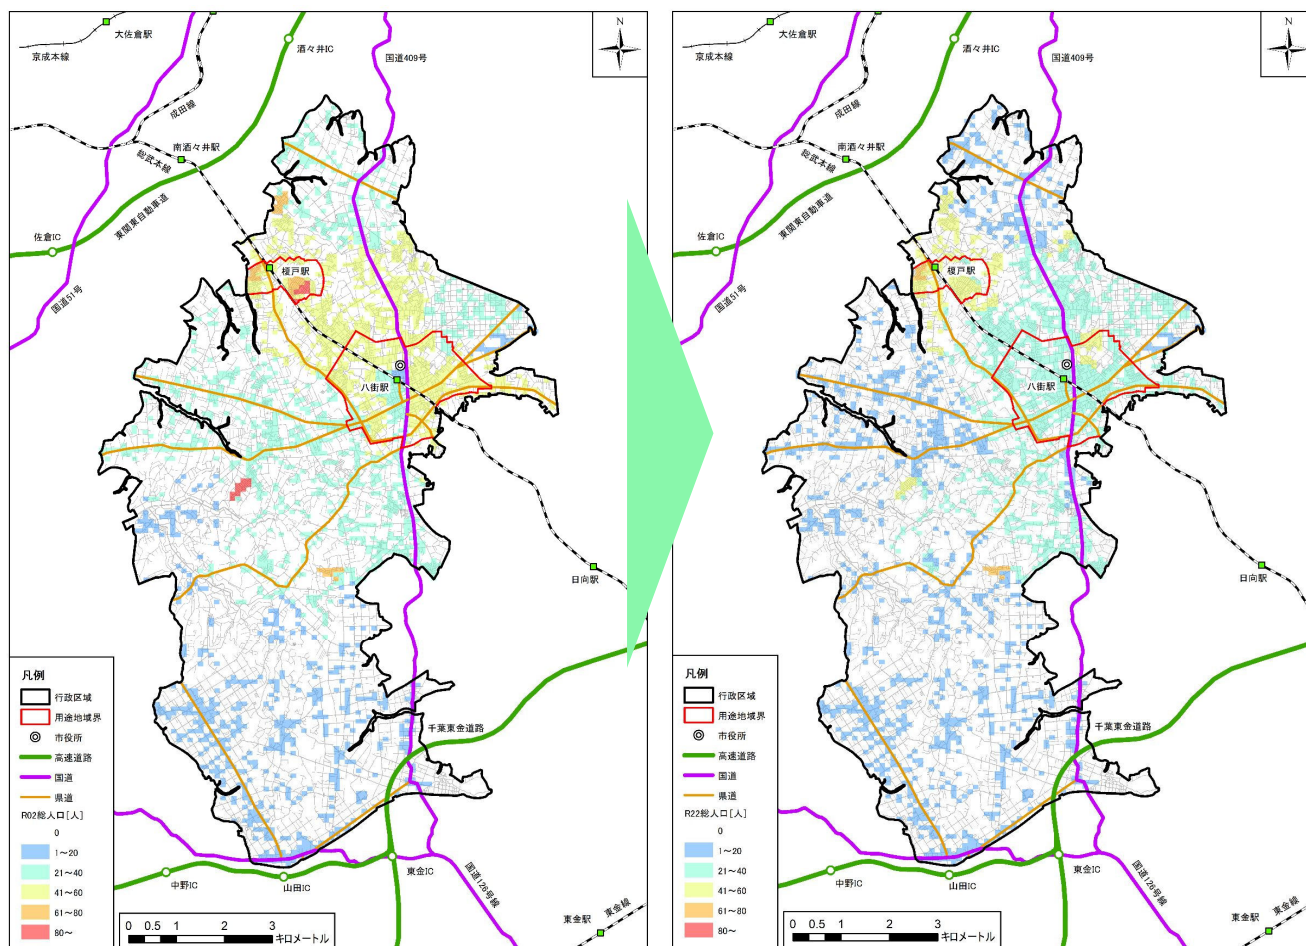 N
大佐倉駅
京成本線
酒々井IC
国道409号
成田線
南酒々井駅
総武本線
東関東自動車道
佐倉IC
国道51号
榎戸駅
八街駅
日向駅
千葉東金道路
凡例
行政区域
用途地域界
市役所
高速道路
国道
県道
R02総人口[人]
0
1～20
21～40
41～60
61～80
80～
中野IC
山田IC
東金IC
国道126号線
東金駅
東金線
0 0.5 1 2 3
キロメートル
N
大佐倉駅
京成本線
酒々井IC
国道409号
成田線
南酒々井駅
総武本線
東関東自動車道
佐倉IC
国道51号
榎戸駅
八街駅
日向駅
千葉東金道路
凡例
行政区域
用途地域界
市役所
高速道路
国道
県道
R22総人口[人]
0
1～20
21～40
41～60
61～80
80～
中野IC
山田IC
東金IC
国道126号線
東金駅
東金線
0 0.5 1 2 3
キロメートル